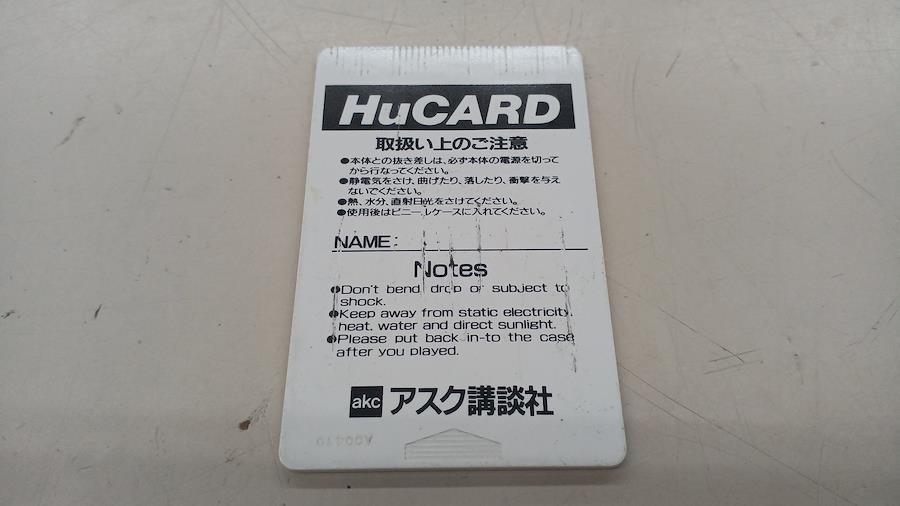 HuCARD
取扱い上のご注意
●本体との抜き差しは、必ず本体の電源を切って
から行なってください。
●静電気をさけ、曲げたり、落したり、衝撃を与え
ないでください。
●熱、水分、直射日光をさけてください。
●使用後はビニールケースに入れてください。
NAME:
Notes
●Don't bend, drop or subject to
shock.
●Keep away from static electricity,
heat, water and direct sunlight.
●Please put back in-to the case
after you played.
akc アスク講談社